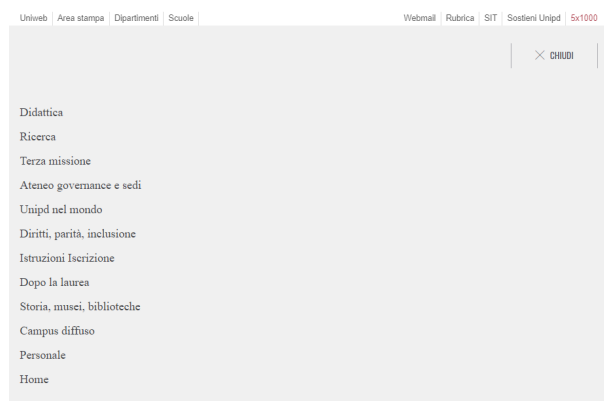 Uniweb Area stampa Dipartimenti Scuole Webmail Rubrica SIT Sostieni Unipd 5x1000
CHIUDI
Didattica
Ricerca
Terza missione
Ateneo governance e sedi
Unipd nel mondo
Diritti, parità, inclusione
Istruzioni Iscrizione
Dopo la laurea
Storia, musei, biblioteche
Campus diffuso
Personale
Home